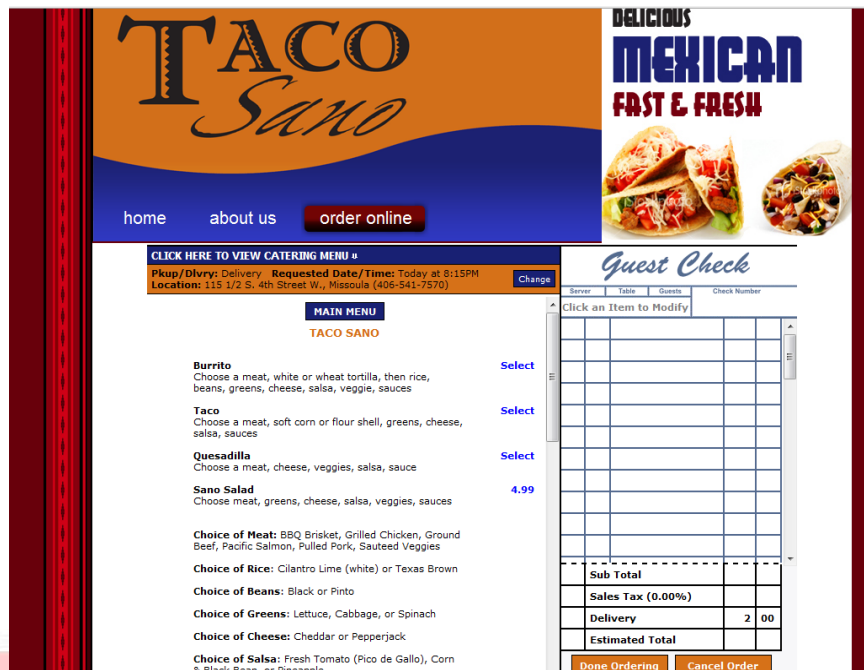 TACO
Sano
DELICIOUS
MEXICAN
FAST & FRESH
home about us order online
CLICK HERE TO VIEW CATERING MENU
Pkup/Dlvry: Delivery Requested Date/Time: Today at 8:15PM
Location: 115 1/2 S. 4th Street W., Missoula (406-541-7570)
Change
MAIN MENU
TACO SANO
Burrito Select
Choose a meat, white or wheat tortilla, then rice,
beans, greens, cheese, salsa, veggie, sauces
Taco Select
Choose a meat, soft corn or flour shell, greens, cheese,
salsa, sauces
Quesadilla Select
Choose a meat, cheese, veggies, salsa, sauce
Sano Salad 4.99
Choose meat, greens, cheese, salsa, veggies, sauces
Choice of Meat: BBQ Brisket, Grilled Chicken, Ground
Beef, Pacific Salmon, Pulled Pork, Sauteed Veggies
Choice of Rice: Cilantro Lime (white) or Texas Brown
Choice of Beans: Black or Pinto
Choice of Greens: Lettuce, Cabbage, or Spinach
Choice of Cheese: Cheddar or Pepperjack
Choice of Salsa: Fresh Tomato (Pico de Gallo), Corn
& Black Bean, or Pineapple
Guest Check
Server Table Guests Check Number
Click an Item to Modify
Sub Total
Sales Tax (0.00%)
Delivery 2 00
Estimated Total
Done Ordering Cancel Order